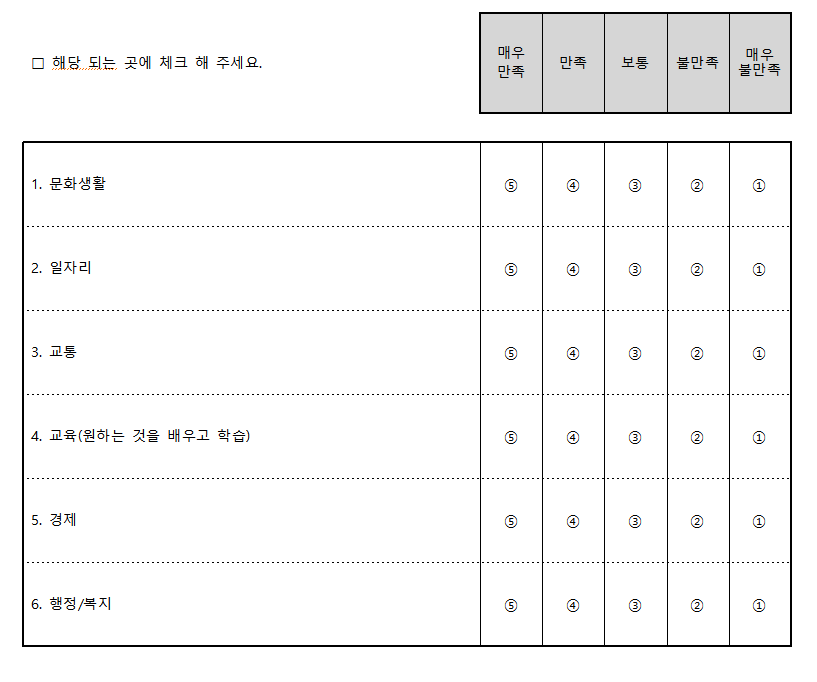 □ 해당 되는 곳에 체크 해 주세요.
매우 만족 만족 보통 불만족 매우 불만족
1. 문화생활 ⑤ ④ ③ ② ①
2. 일자리 ⑤ ④ ③ ② ①
3. 교통 ⑤ ④ ③ ② ①
4. 교육(원하는 것을 배우고 학습) ⑤ ④ ③ ② ①
5. 경제 ⑤ ④ ③ ② ①
6. 행정/복지 ⑤ ④ ③ ② ①